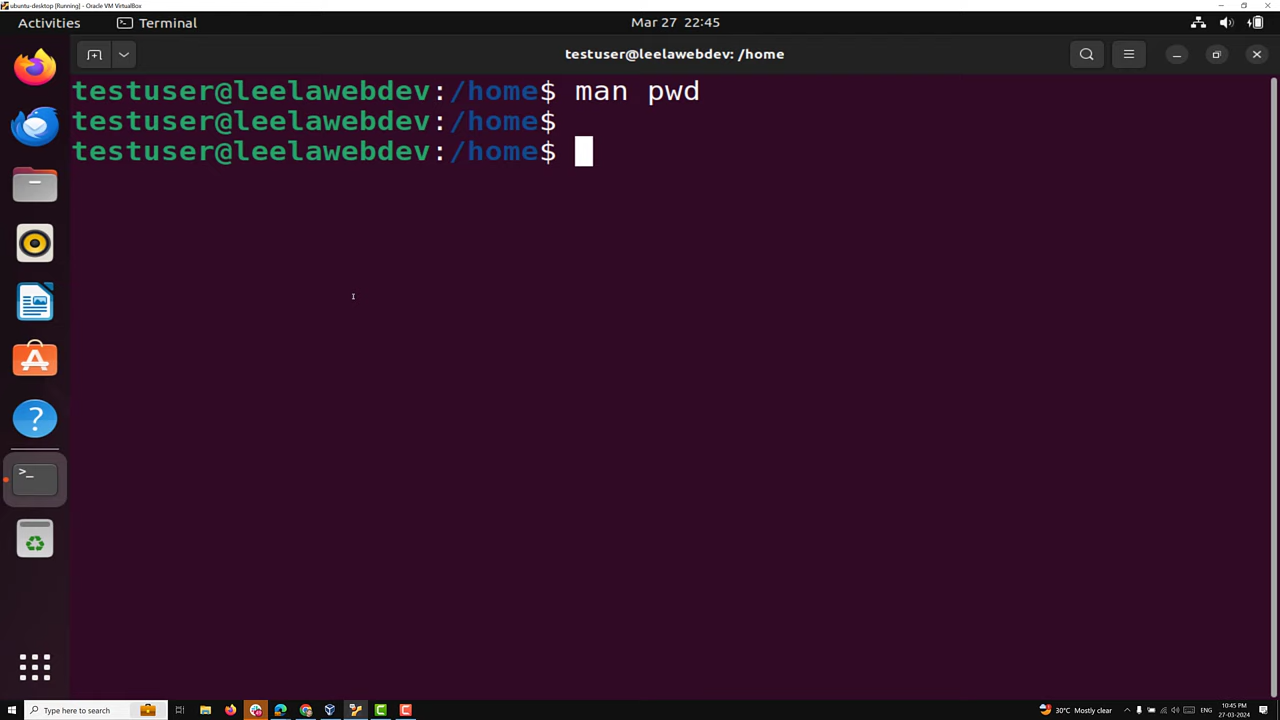 ubuntu-desktop [Running] - Oracle VM VirtualBox
Activities
Terminal
Mar 27 22:45
testuser@leelawebdev: /home
testuser@leelawebdev:/home$ man pwd
testuser@leelawebdev:/home$
testuser@leelawebdev:/home$
>_
?
Type here to search
30°C Mostly clear
ENG
10:45 PM
27-03-2024